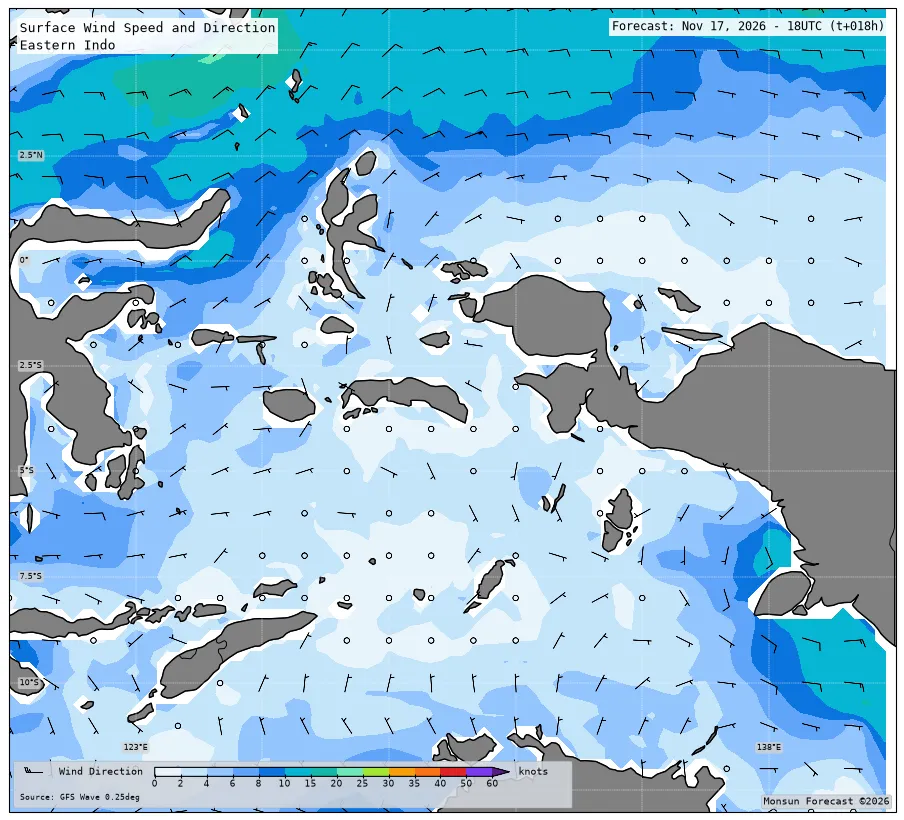 Surface Wind Speed and Direction
Eastern Indo
Forecast: Nov 17, 2026 - 18UTC (t+018h)
2.5°N
0°
2.5°S
5°S
7.5°S
10°S
123°E
138°E
Wind Direction
knots
0 2 4 6 8 10 15 20 25 30 35 40 50 60
Source: GFS Wave 0.25deg
Monsun Forecast ©2026